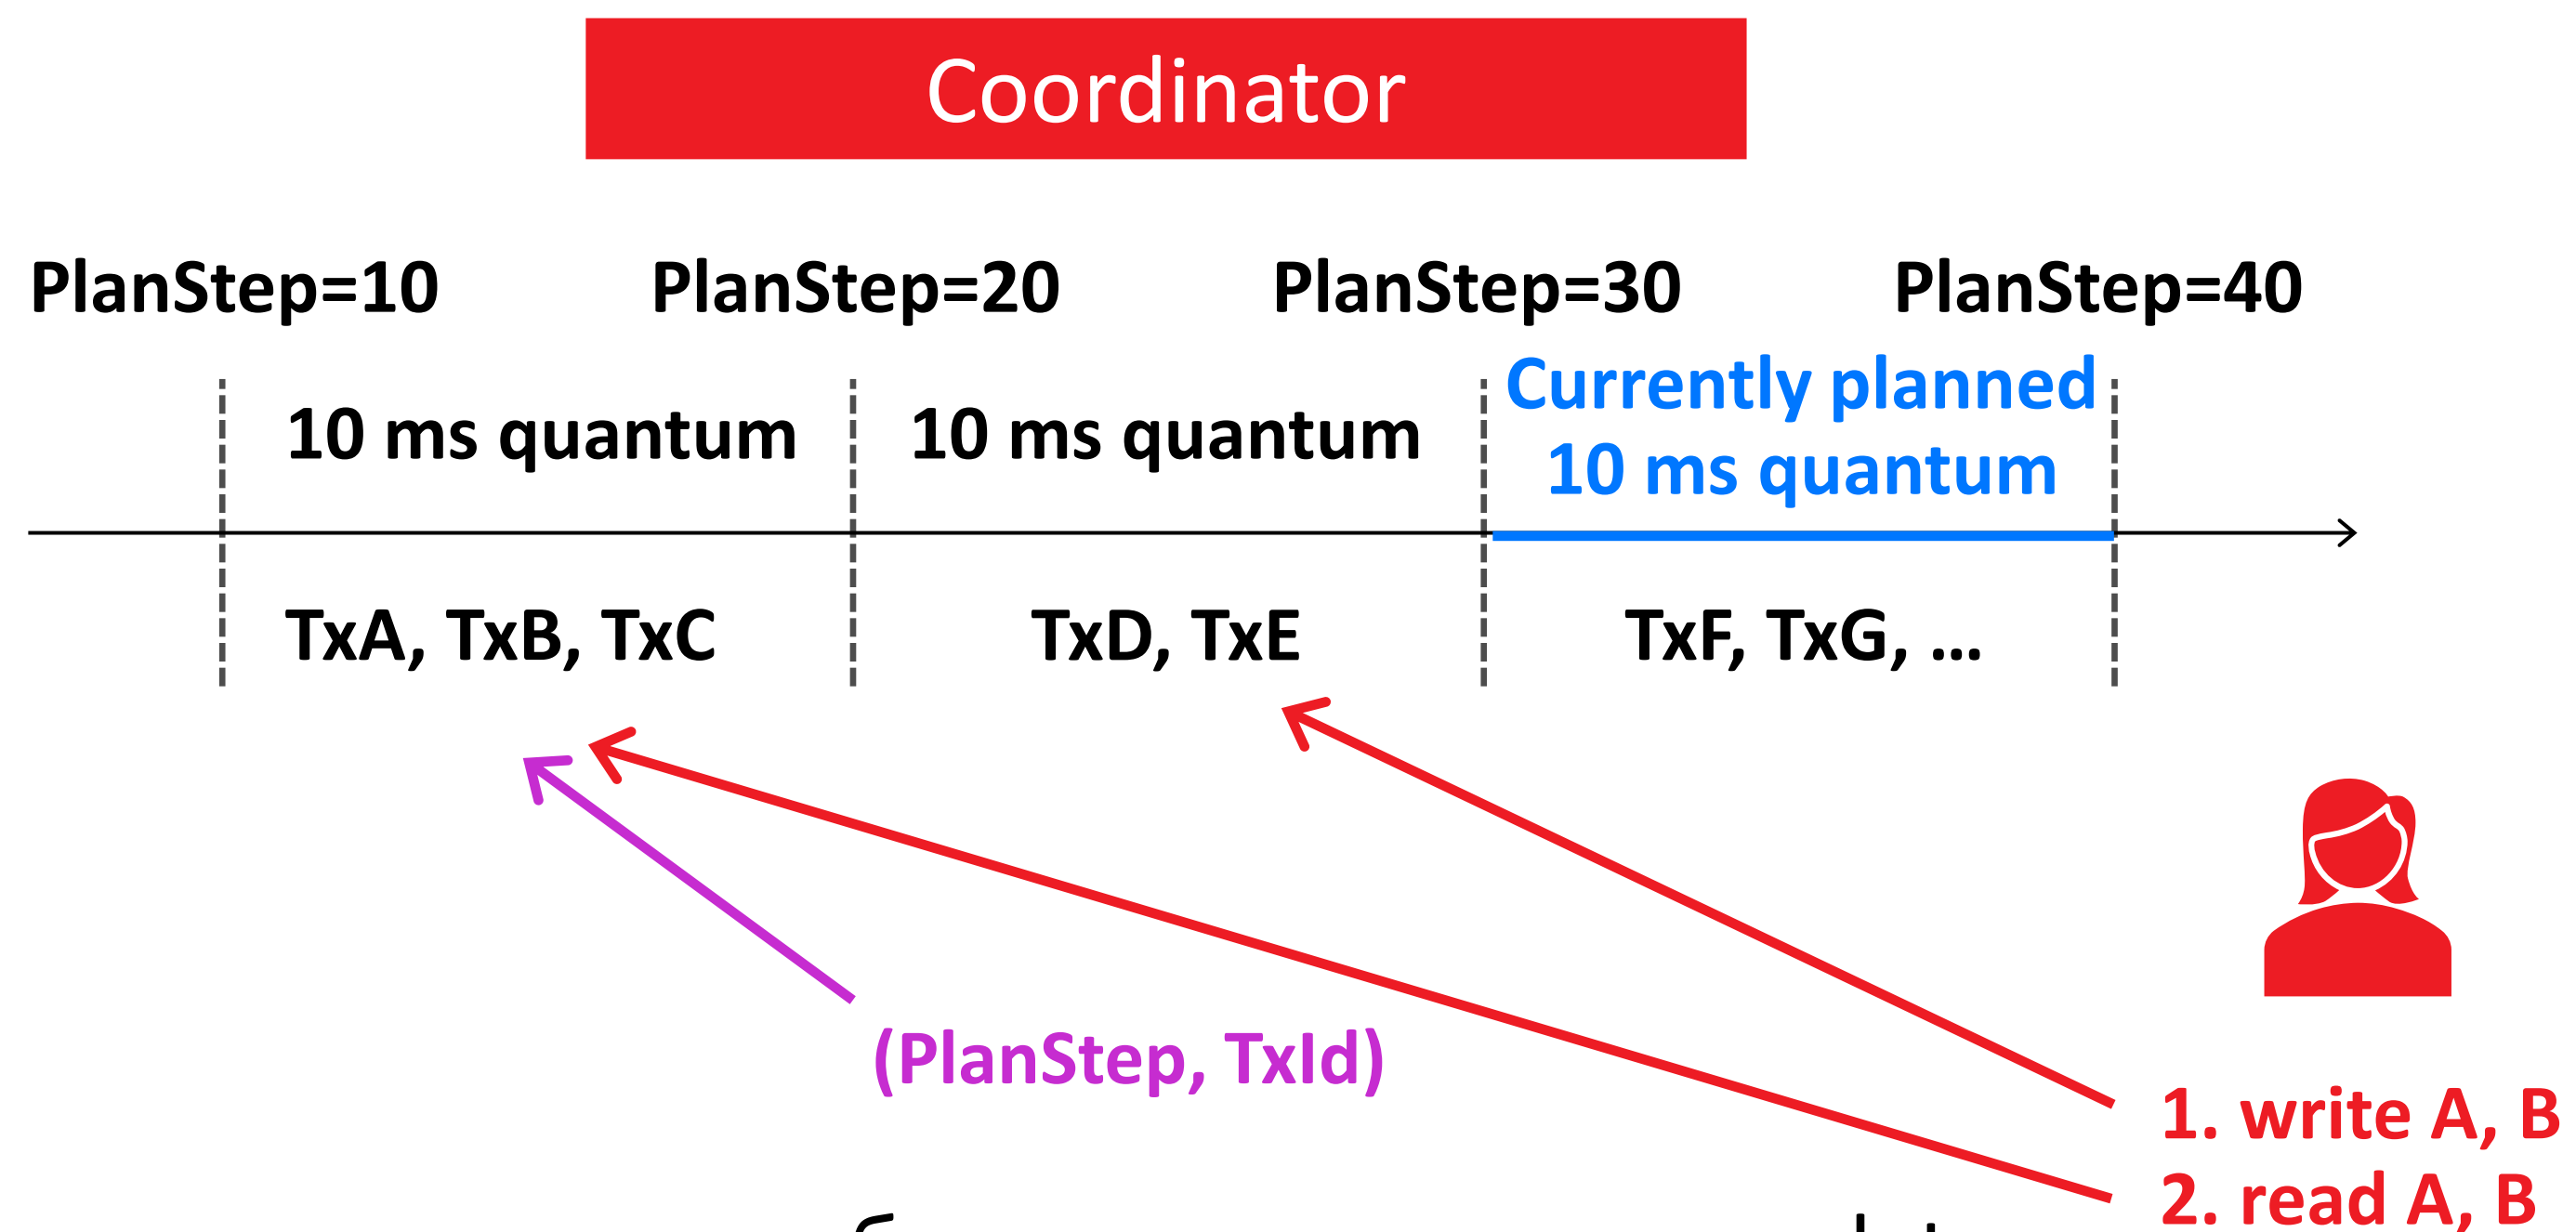 Coordinator
PlanStep=10 PlanStep=20 PlanStep=30 PlanStep=40
Currently planned
10 ms quantum 10 ms quantum 10 ms quantum
TxA, TxB, TxC TxD, TxE TxF, TxG, ...
(PlanStep, TxId)
1. write A, B
2. read A, B